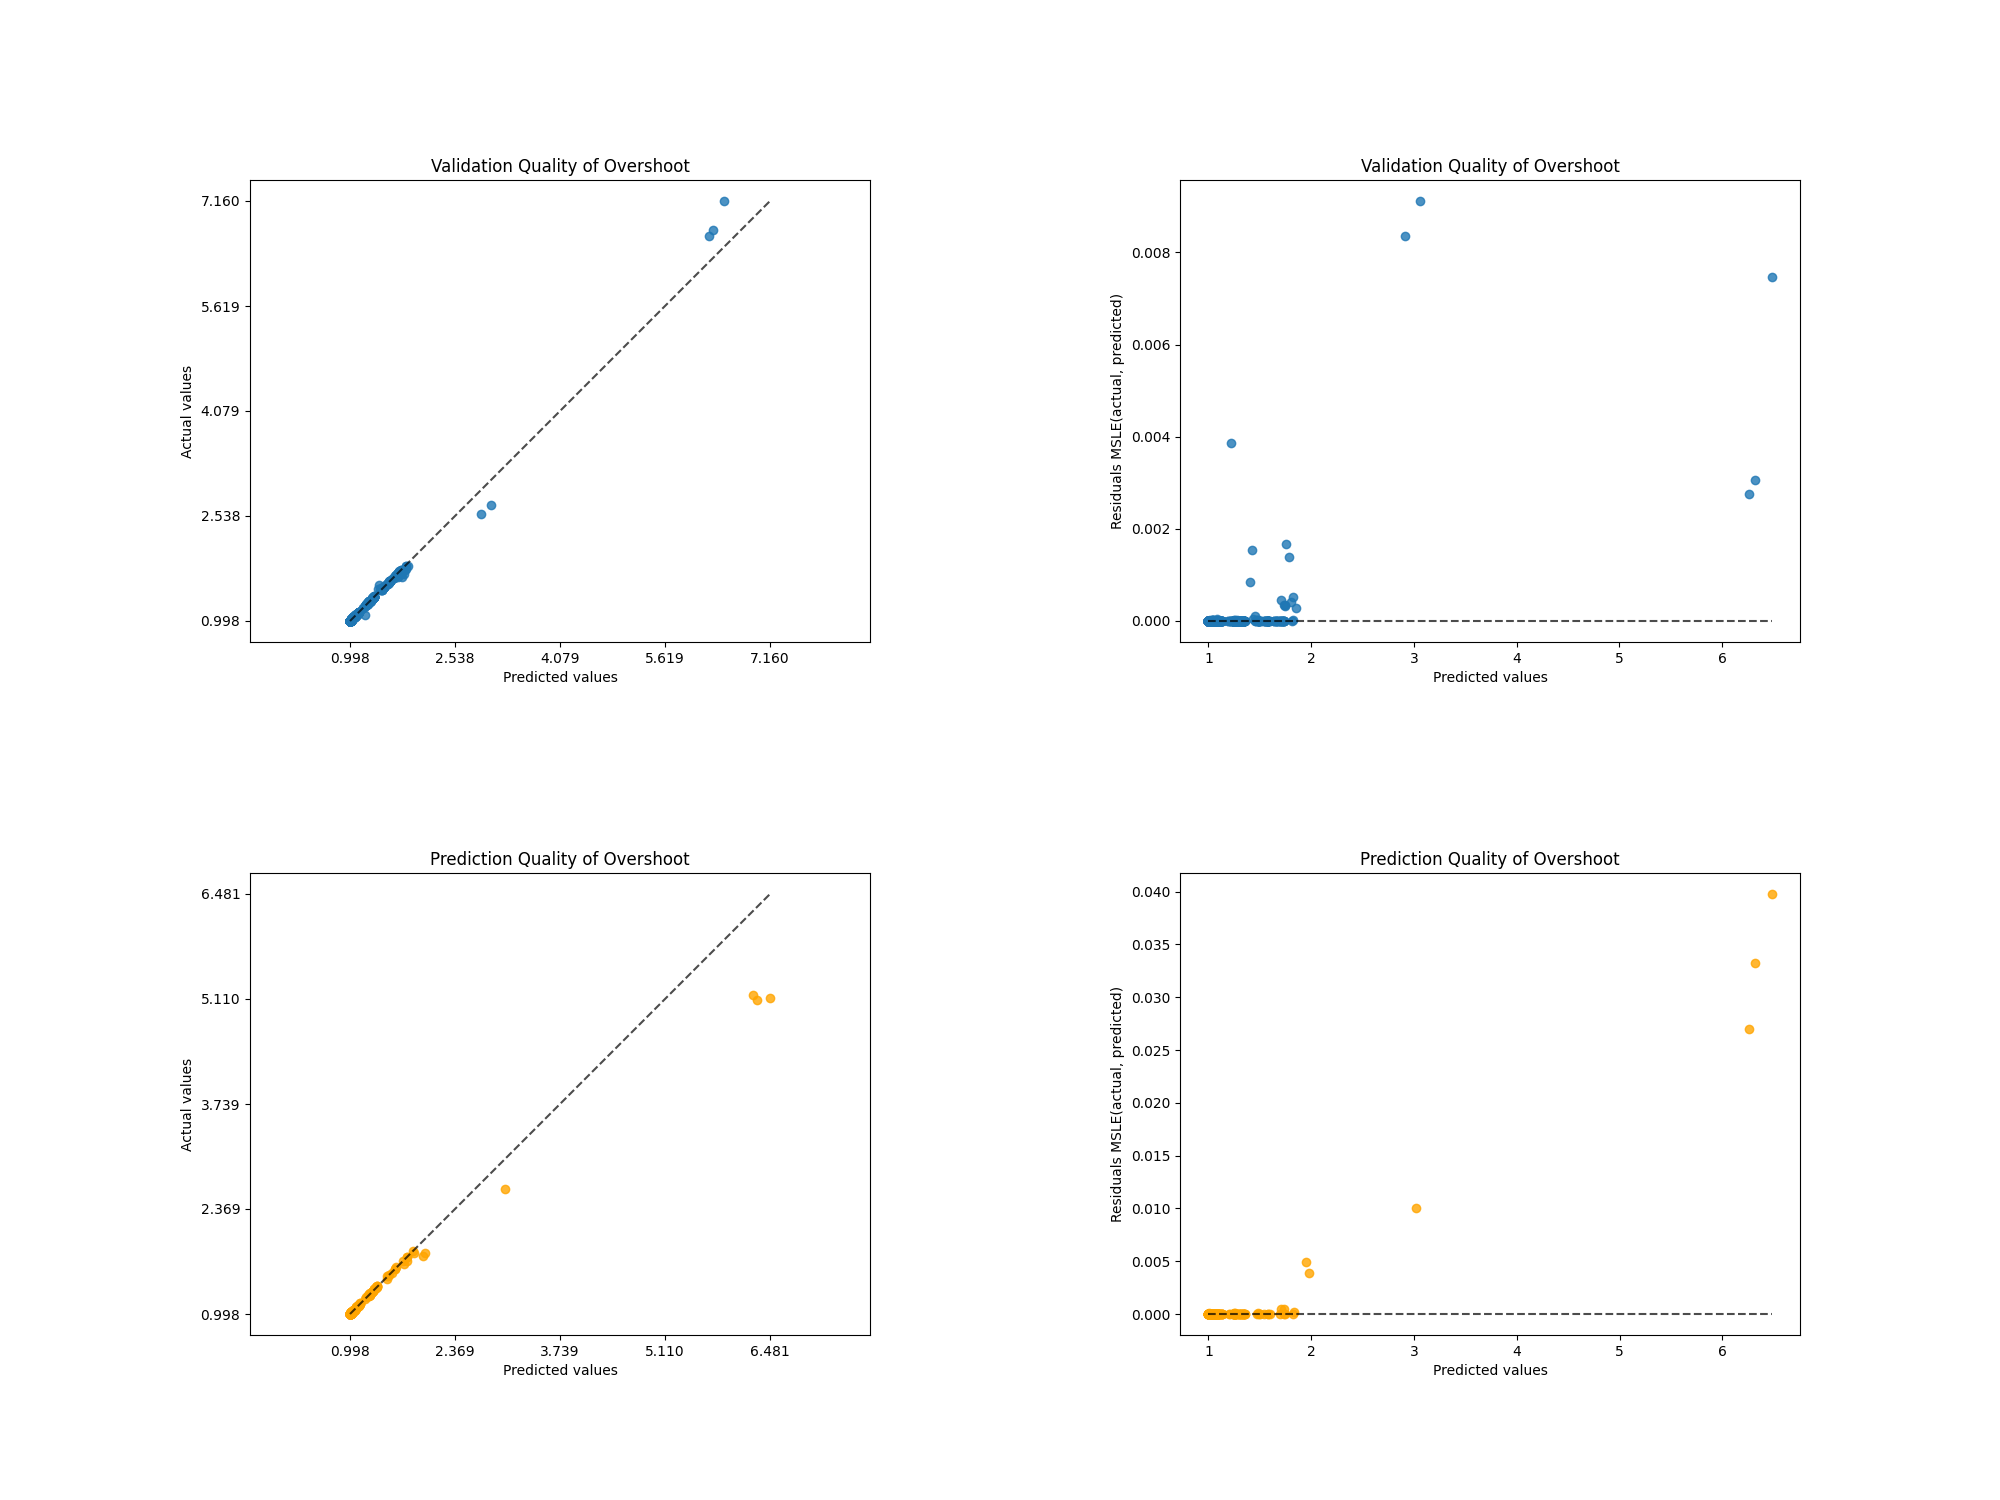 Validation Quality of Overshoot
7.160
5.619
4.079
2.538
0.998
Actual values
0.998 2.538 4.079 5.619 7.160
Predicted values
Validation Quality of Overshoot
0.008
0.006
0.004
0.002
0.000
Residuals MSLE(actual, predicted)
1 2 3 4 5 6
Predicted values
Prediction Quality of Overshoot
6.481
5.110
3.739
2.369
0.998
Actual values
0.998 2.369 3.739 5.110 6.481
Predicted values
Prediction Quality of Overshoot
0.040
0.035
0.030
0.025
0.020
0.015
0.010
0.005
0.000
Residuals MSLE(actual, predicted)
1 2 3 4 5 6
Predicted values